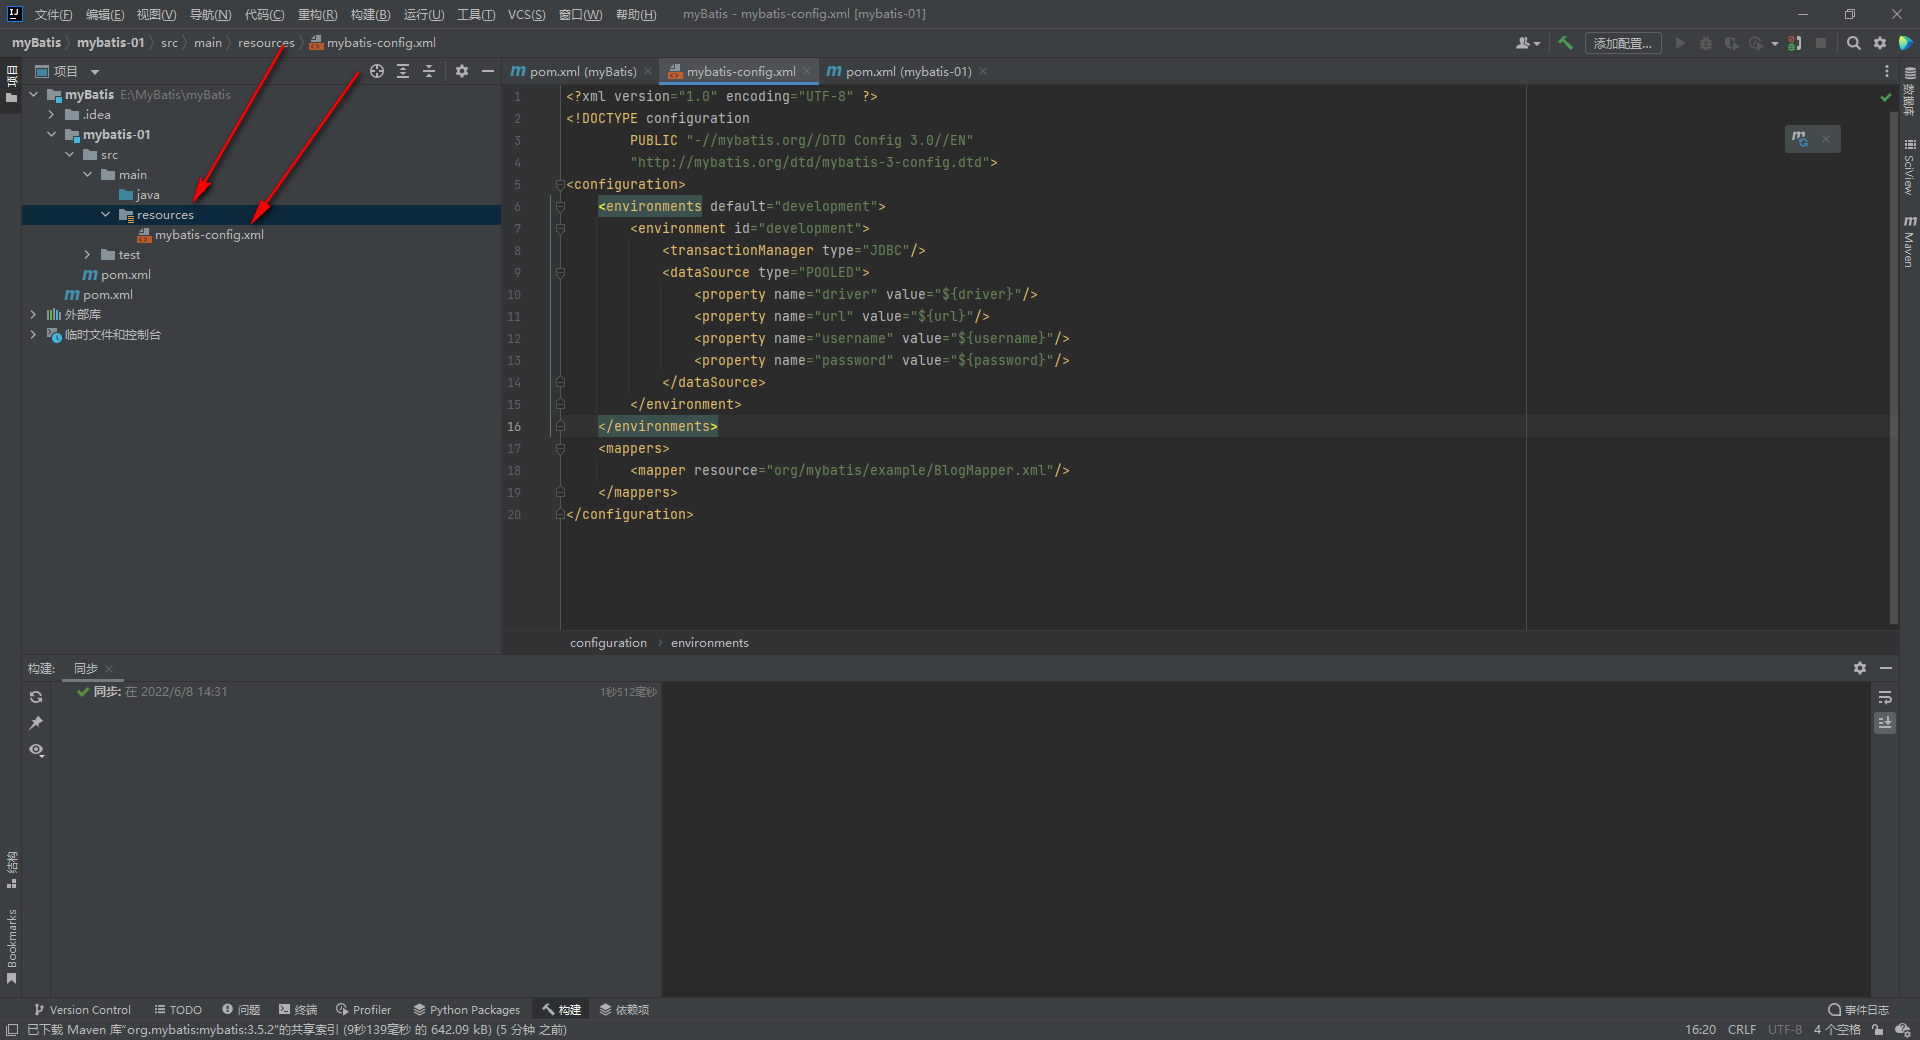 文件(F) 编辑(E) 视图(V) 导航(N) 代码(C) 重构(R) 构建(B) 运行(U) 工具(T) VCS(S) 窗口(W) 帮助(H) myBatis - mybatis-config.xml [mybatis-01]
myBatis mybatis-01 src main resources mybatis-config.xml
添加配置...
项目
项目
pom.xml (myBatis)
mybatis-config.xml
pom.xml (mybatis-01)
myBatis E:\MyBatis\myBatis
.idea
mybatis-01
src
main
java
resources
mybatis-config.xml
test
pom.xml
pom.xml
外部库
临时文件和控制台
1 <?xml version="1.0" encoding="UTF-8" ?>
2 <!DOCTYPE configuration
3 PUBLIC "-//mybatis.org//DTD Config 3.0//EN"
4 "http://mybatis.org/dtd/mybatis-3-config.dtd">
5 <configuration>
6 <environments default="development">
7 <environment id="development">
8 <transactionManager type="JDBC"/>
9 <dataSource type="POOLED">
10 <property name="driver" value="${driver}"/>
11 <property name="url" value="${url}"/>
12 <property name="username" value="${username}"/>
13 <property name="password" value="${password}"/>
14 </dataSource>
15 </environment>
16 </environments>
17 <mappers>
18 <mapper resource="org/mybatis/example/BlogMapper.xml"/>
19 </mappers>
20 </configuration>
configuration environments
数据库
SciView
Maven
构建: 同步
同步: 在 2022/6/8 14:31 1秒512毫秒
结构
Bookmarks
Version Control TODO 问题 终端 Profiler Python Packages 构建 依赖项 事件日志
已下载 Maven 库“org.mybatis:mybatis:3.5.2”的共享索引 (9秒139毫秒 的 642.09 kB) (5 分钟 之前) 16:20 CRLF UTF-8 4 个空格